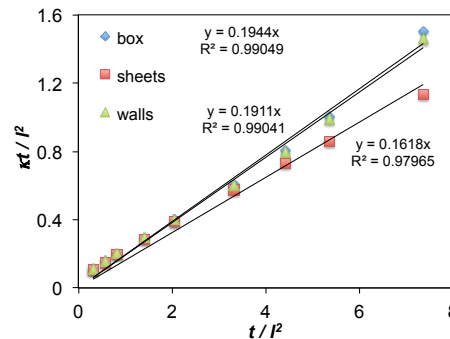 1.6
1.2
0.8
0.4
0
0
2
4
6
8
κt / l²
t / l²
box
sheets
walls
y = 0.1944x
R² = 0.99049
y = 0.1911x
R² = 0.99041
y = 0.1618x
R² = 0.97965